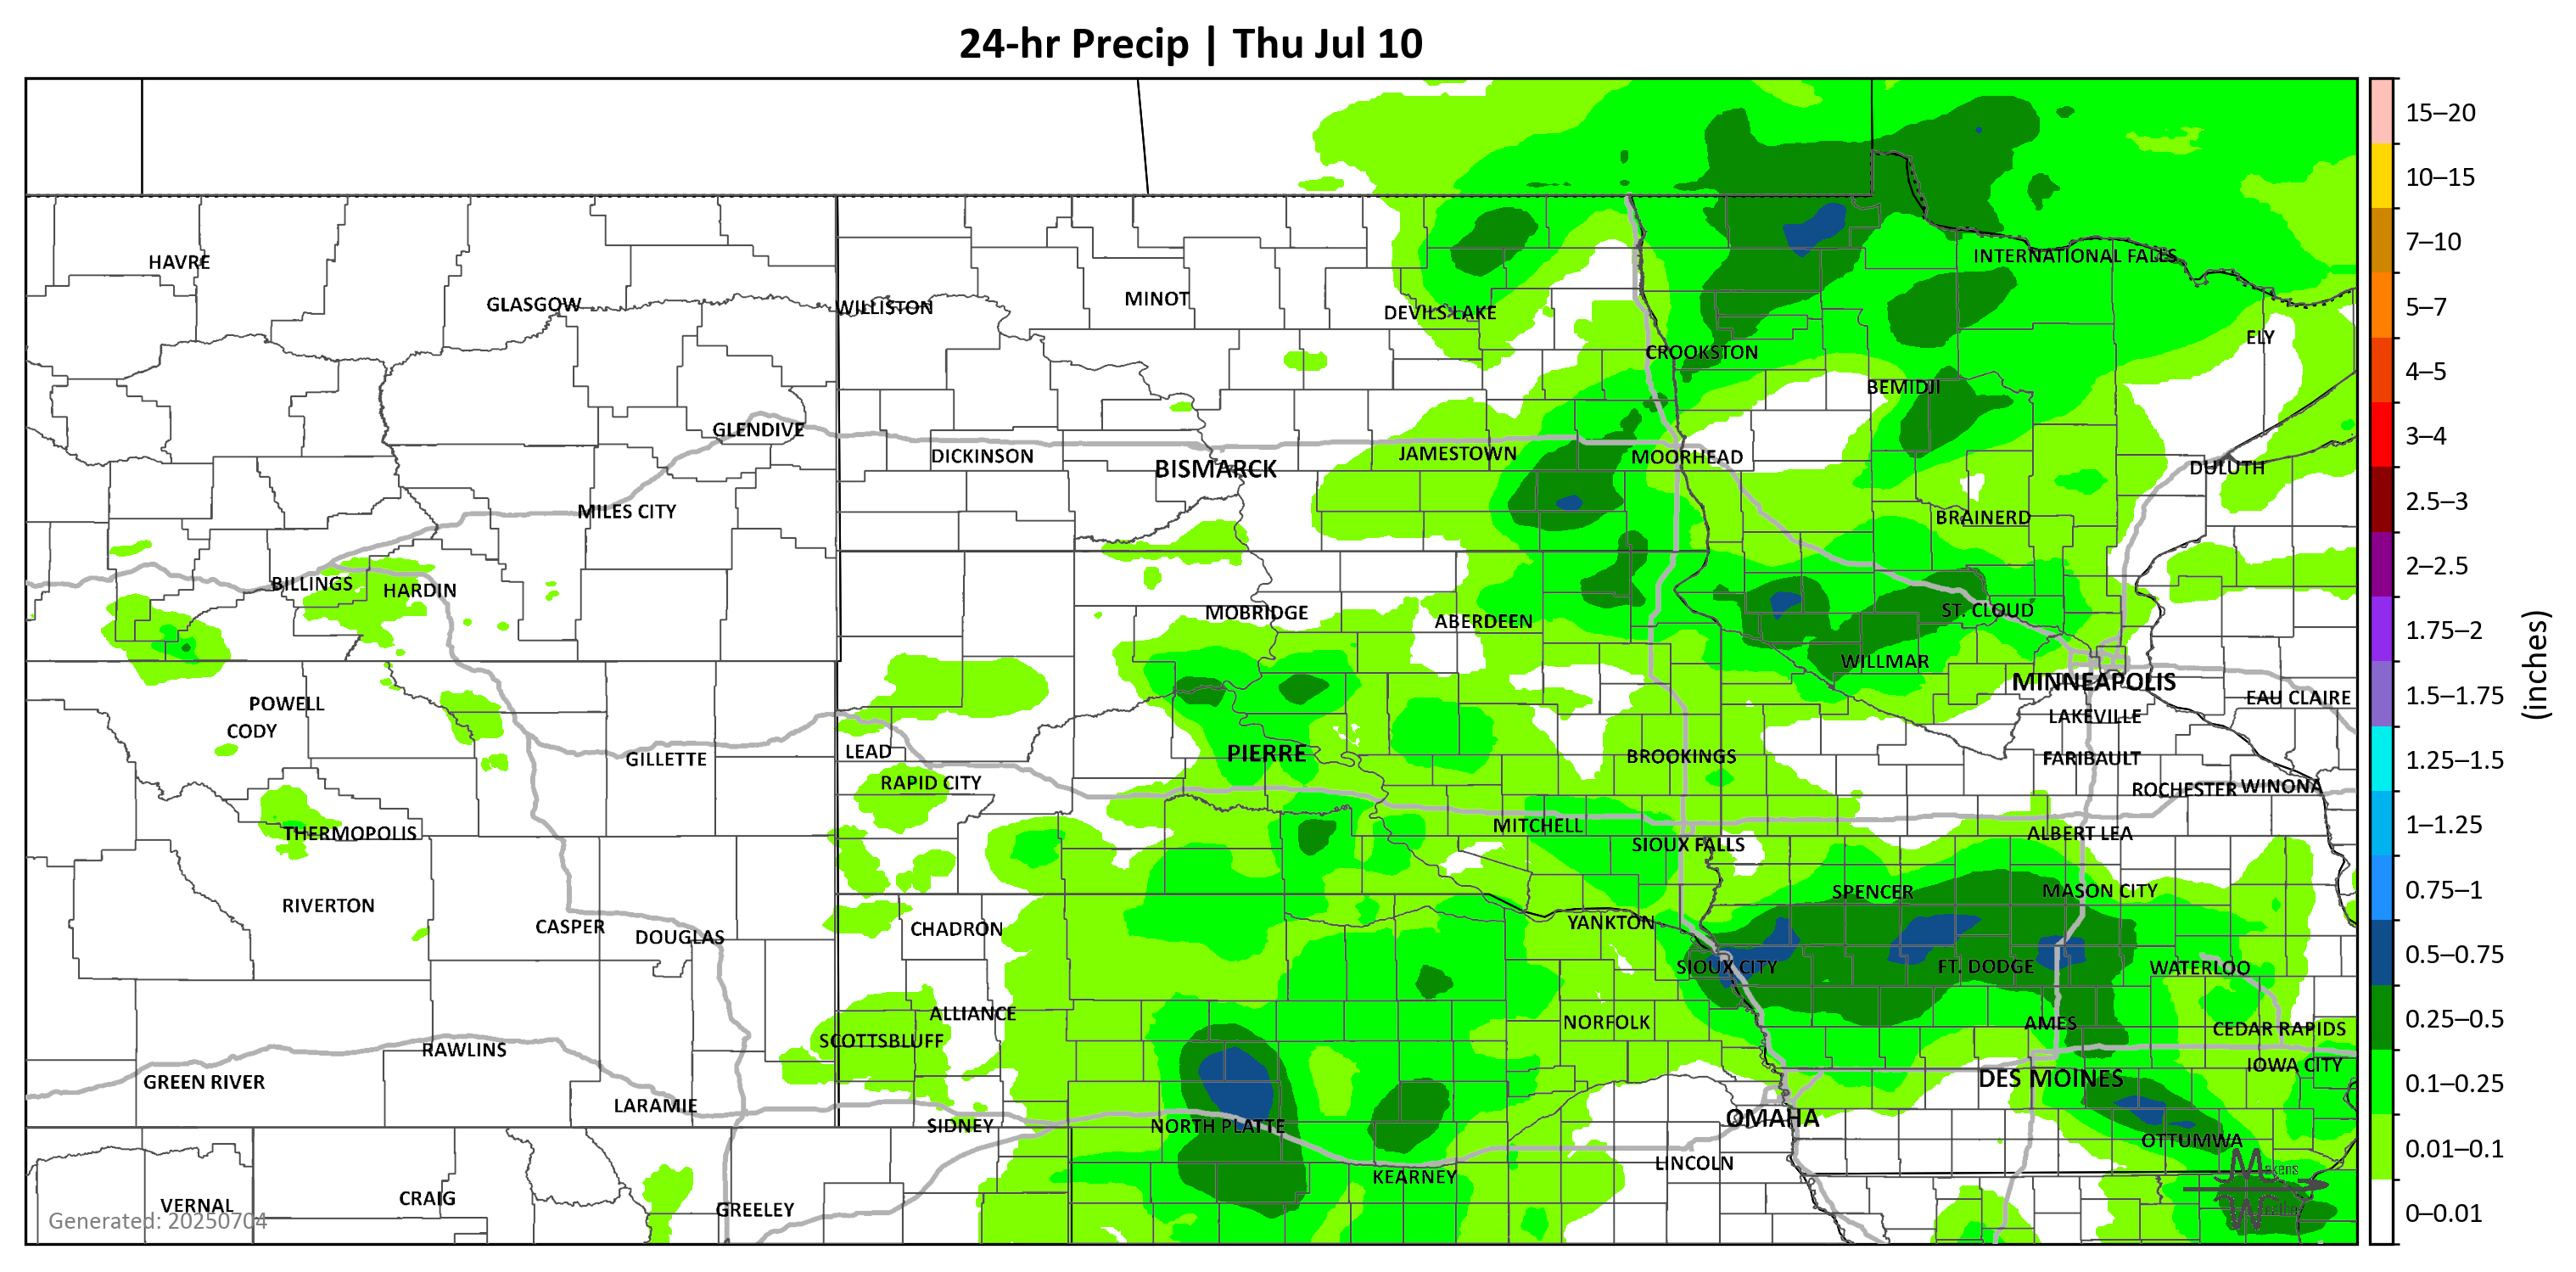 24-hr Precip | Thu Jul 10
15–20
10–15
INTERNATIONAL FALLS
7–10
HAVRE
MINOT
GLASGOW
WILLISTON
DEVILS LAKE
5–7
ELY
CROOKSTON
4–5
BEMIDJI
GLENDIVE
3–4
DICKINSON
JAMESTOWN
MOORHEAD
BISMARCK
DULUTH
2.5–3
MILES CITY
BRAINERD
2–2.5
BILLINGS
HARDIN
MOBRIDGE
ABERDEEN
ST. CLOUD
1.75–2
WILLMAR
(inches)
MINNEAPOLIS
EAU CLAIRE
1.5–1.75
POWELL
CODY
LAKEVILLE
LEAD
PIERRE
BROOKINGS
GILLETTE
FARIBAULT
1.25–1.5
RAPID CITY
ROCHESTER
WINONA
MITCHELL
1–1.25
THERMOPOLIS
ALBERT LEA
SIOUX FALLS
SPENCER
MASON CITY
0.75–1
RIVERTON
YANKTON
CASPER
CHADRON
DOUGLAS
0.5–0.75
SIOUX CITY
FT. DODGE
WATERLOO
ALLIANCE
NORFOLK
AMES
0.25–0.5
CEDAR RAPIDS
SCOTTSBLUFF
RAWLINS
IOWA CITY
GREEN RIVER
DES MOINES
0.1–0.25
LARAMIE
OMAHA
SIDNEY
NORTH PLATTE
OTTUMWA
0.01–0.1
LINCOLN
KEARNEY
Makens
VERNAL
CRAIG
GREELEY
Generated: 20250704
0–0.01